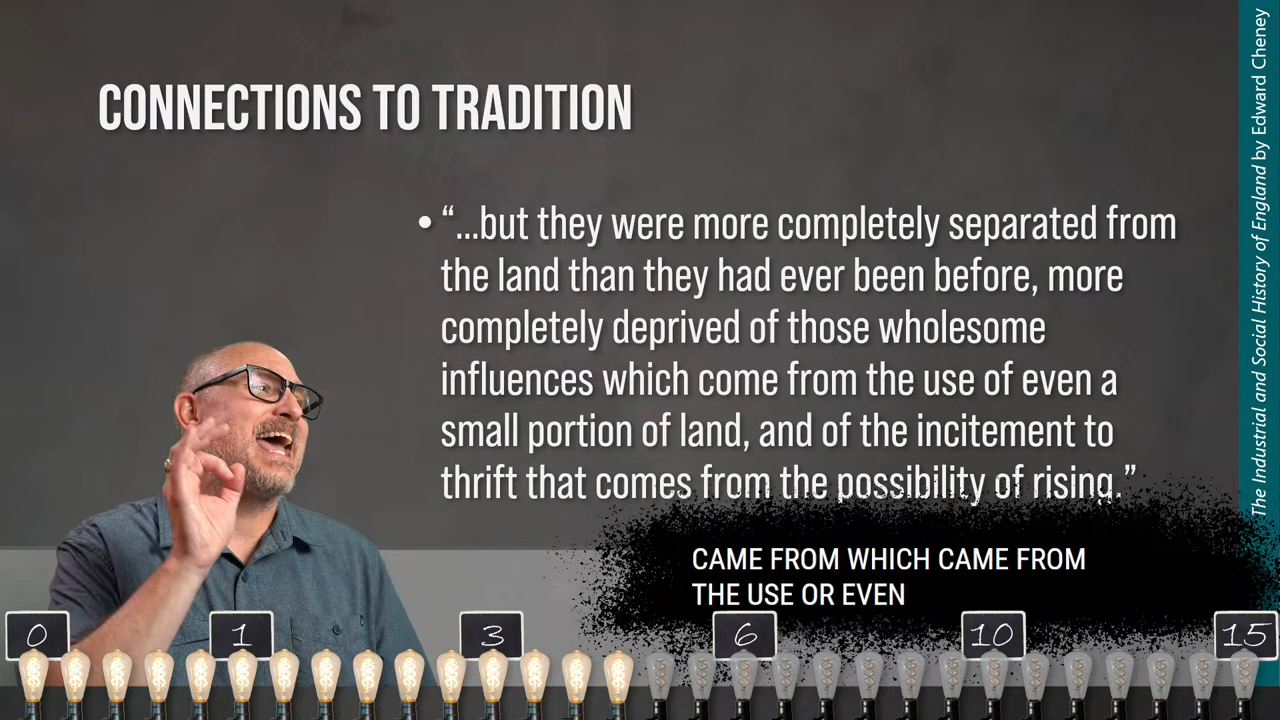 CONNECTIONS TO TRADITION
• “...but they were more completely separated from
the land than they had ever been before, more
completely deprived of those wholesome
influences which come from the use of even a
small portion of land, and of the incitement to
thrift that comes from the possibility of rising.”
The Industrial and Social History of England by Edward Cheney
CAME FROM WHICH CAME FROM
THE USE OR EVEN
0 1 3 6 10 15